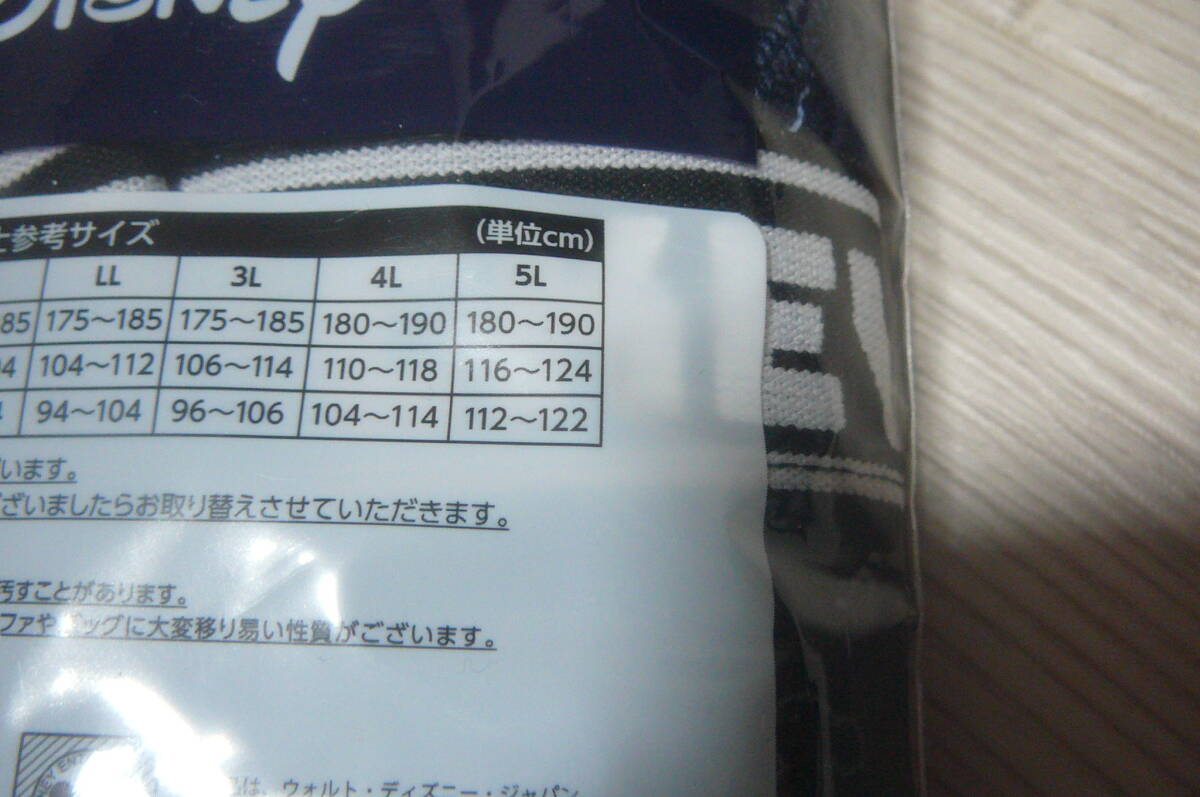 DISNEY
参考サイズ (単位cm)
LL 3L 4L 5L
85 175〜185 175〜185 180〜190 180〜190
4 104〜112 106〜114 110〜118 116〜124
94〜104 96〜106 104〜114 112〜122
います。
ございましたらお取り替えさせていただきます。
汚すことがあります。
ファやバッグに大変移り易い性質がございます。
は、ウォルト・ディズニー・ジャパン